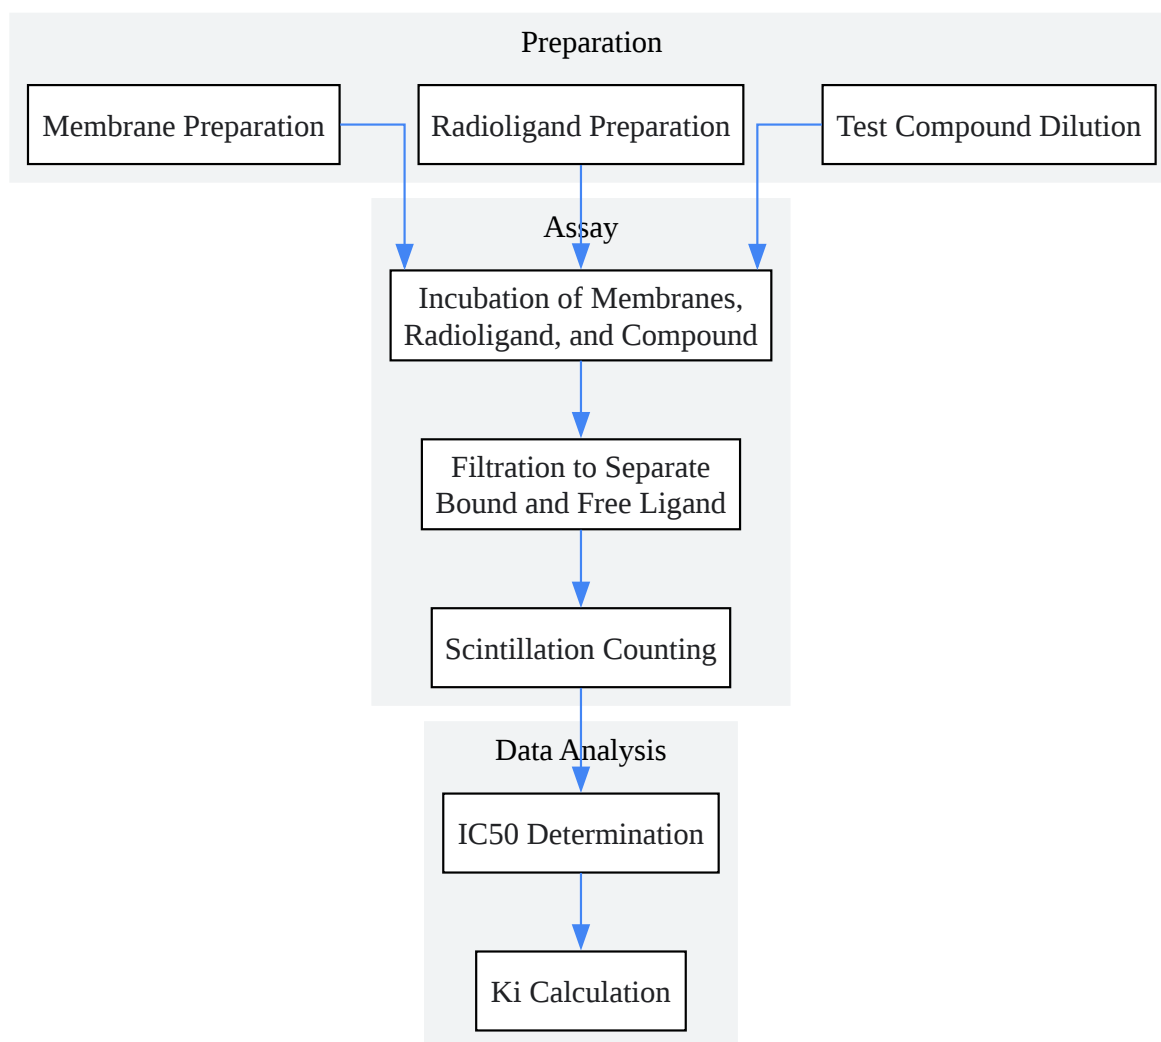 Preparation
Membrane Preparation
Radioligand Preparation
Test Compound Dilution
Assay
Incubation of Membranes,
Radioligand, and Compound
Filtration to Separate
Bound and Free Ligand
Scintillation Counting
Data Analysis
IC50 Determination
Ki Calculation